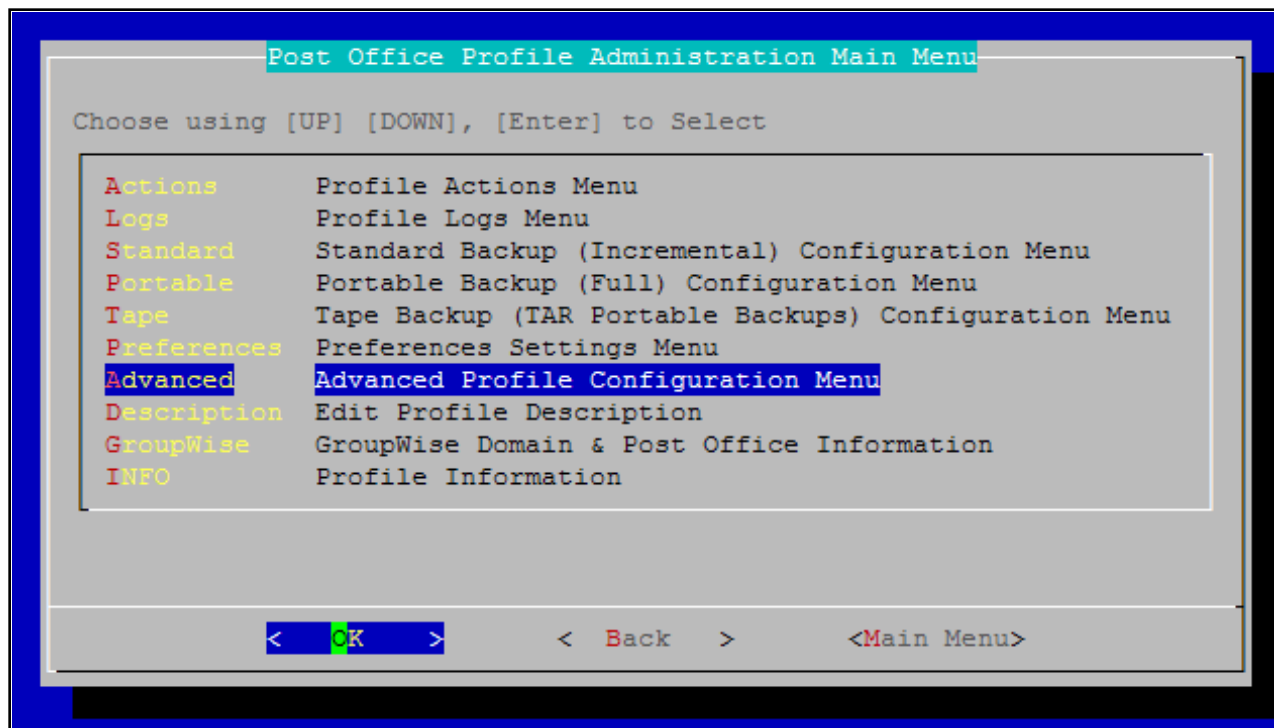 Post Office Profile Administration Main Menu
Choose using [UP] [DOWN], [Enter] to Select
Actions Profile Actions Menu
Logs Profile Logs Menu
Standard Standard Backup (Incremental) Configuration Menu
Portable Portable Backup (Full) Configuration Menu
Tape Tape Backup (TAR Portable Backups) Configuration Menu
Preferences Preferences Settings Menu
Advanced Advanced Profile Configuration Menu
Description Edit Profile Description
GroupWise GroupWise Domain & Post Office Information
INFO Profile Information
< OK > < Back > <Main Menu>